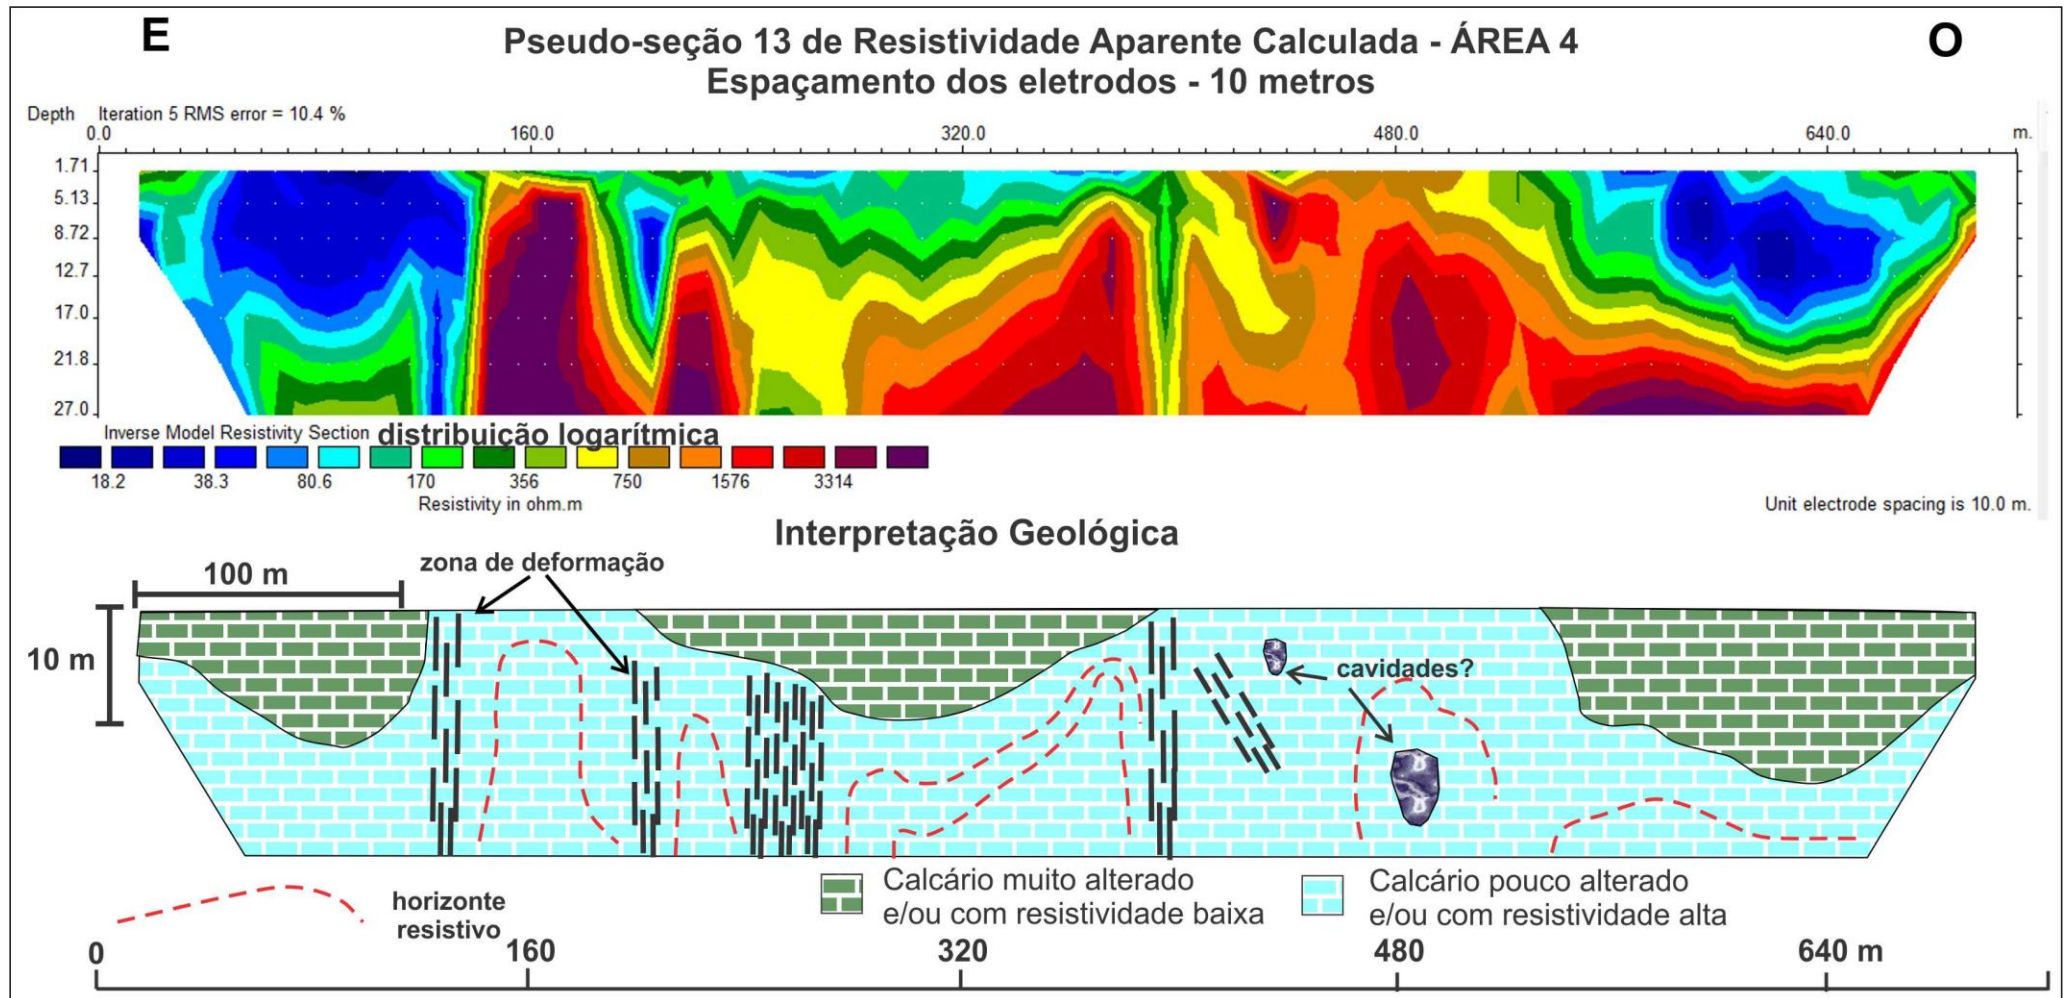 E
O
Pseudo-seção 13 de Resistividade Aparente Calculada - ÁREA 4
Espaçamento dos eletrodos - 10 metros
Depth Iteration 5 RMS error = 10.4 %
0.0 160.0 320.0 480.0 640.0 m.
1.71
5.13
8.72
12.7
17.0
21.8
27.0
Inverse Model Resistivity Section distribuição logarítmica
18.2 38.3 80.6 170 356 750 1576 3314
Resistivity in ohm.m
Unit electrode spacing is 10.0 m.
Interpretação Geológica
zona de deformação
100 m
10 m
cavidades?
horizonte
resistivo
Calcário muito alterado
e/ou com resistividade baixa
Calcário pouco alterado
e/ou com resistividade alta
0 160 320 480 640 m